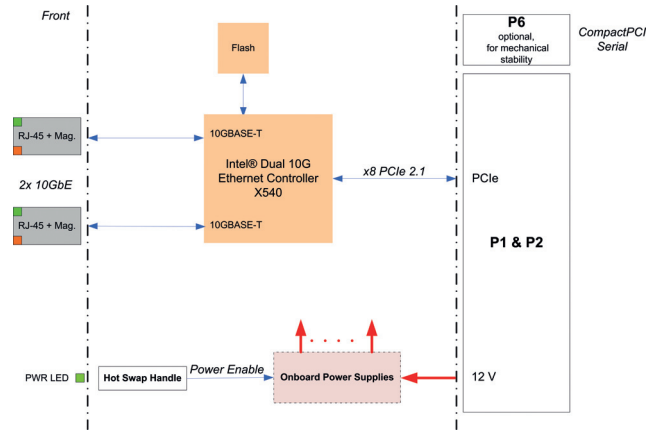 Front
P6
optional,
for mechanical
stability
CompactPCI
Serial
Flash
RJ-45 + Mag.
10GBASE-T
Intel® Dual 10G
Ethernet Controller
X540
x8 PCIe 2.1
PCIe
2x 10GbE
RJ-45 + Mag.
10GBASE-T
P1 & P2
PWR LED
Hot Swap Handle
Power Enable
Onboard Power Supplies
12 V